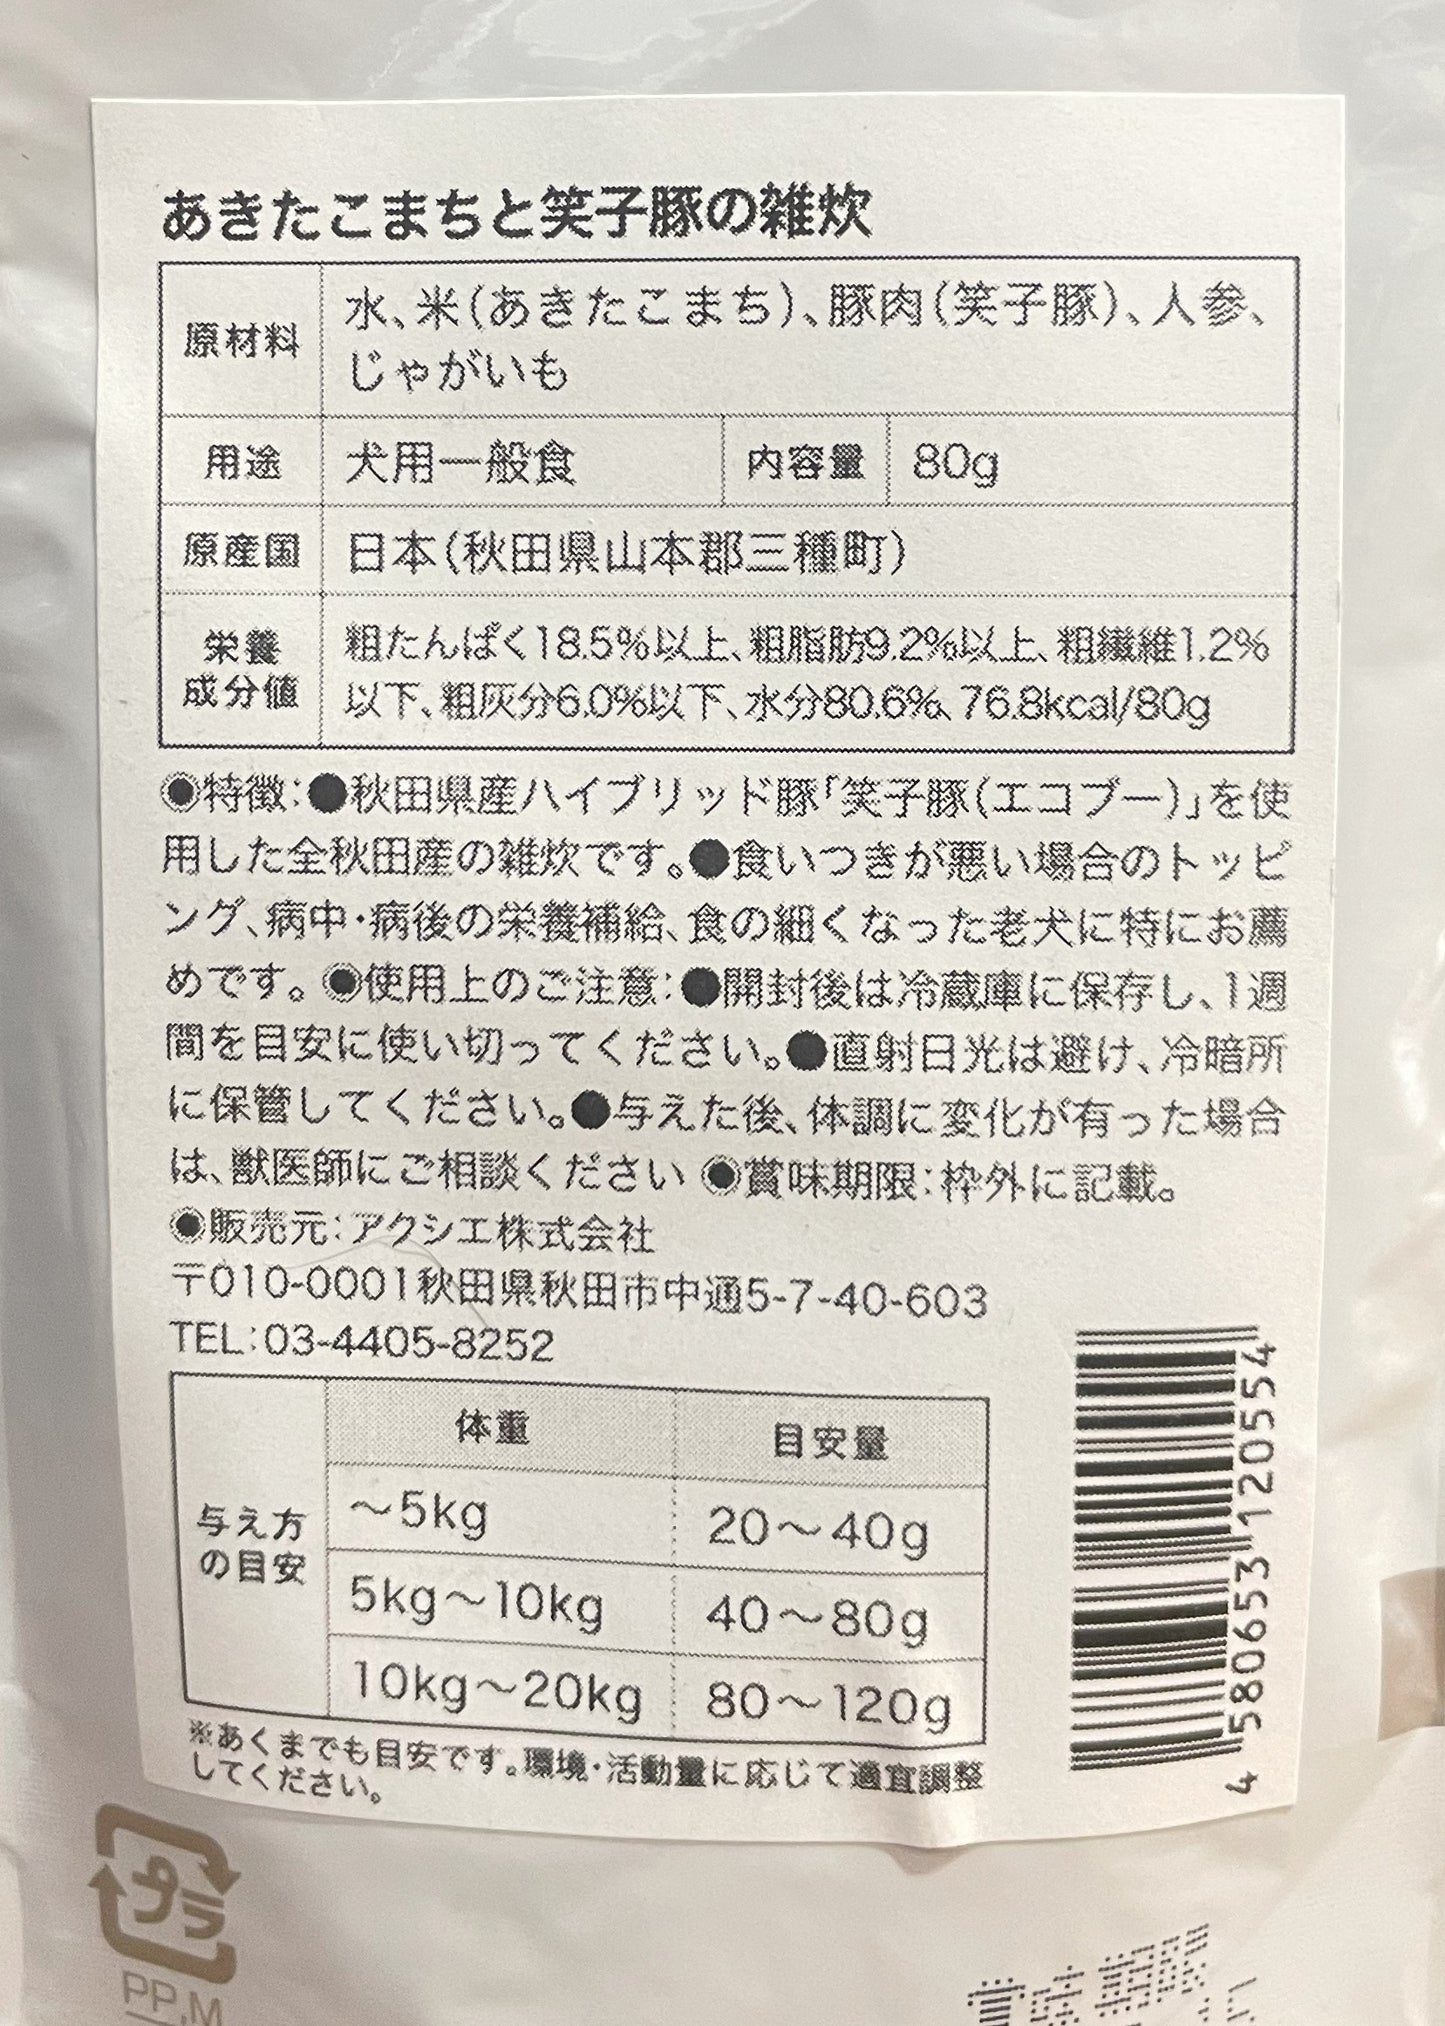 あきたこまちと笑子豚の雑炊
原材料 水、米(あきたこまち)、豚肉(笑子豚)、人参、
じゃがいも
用途 犬用一般食 内容量 80g
原産国 日本(秋田県山本郡三種町)
栄養
成分値
粗たんぱく18.5%以上、粗脂肪9.2%以上、粗繊維1.2%
以下、粗灰分6.0%以下、水分80.6%、76.8kcal/80g
◉特徴:●秋田県産ハイブリッド豚「笑子豚(エコブー)」を使
用した全秋田産の雑炊です。●食いつきが悪い場合のトッピ
ング、病中・病後の栄養補給、食の細くなった老犬に特にお薦
めです。◉使用上のご注意:●開封後は冷蔵庫に保存し、1週
間を目安に使い切ってください。●直射日光は避け、冷暗所
に保管してください。●与えた後、体調に変化が有った場合
は、獣医師にご相談ください ◉賞味期限:枠外に記載。
◉販売元:アクシエ株式会社
〒010-0001秋田県秋田市中通5-7-40-603
TEL:03-4405-8252
与え方
の目安
体重 目安量
〜5kg 20〜40g
5kg〜10kg 40〜80g
10kg〜20kg 80〜120g
※あくまでも目安です。環境・活動量に応じて適宜調整
してください。
4 580653 120554
プラ
PP,M
賞味期限